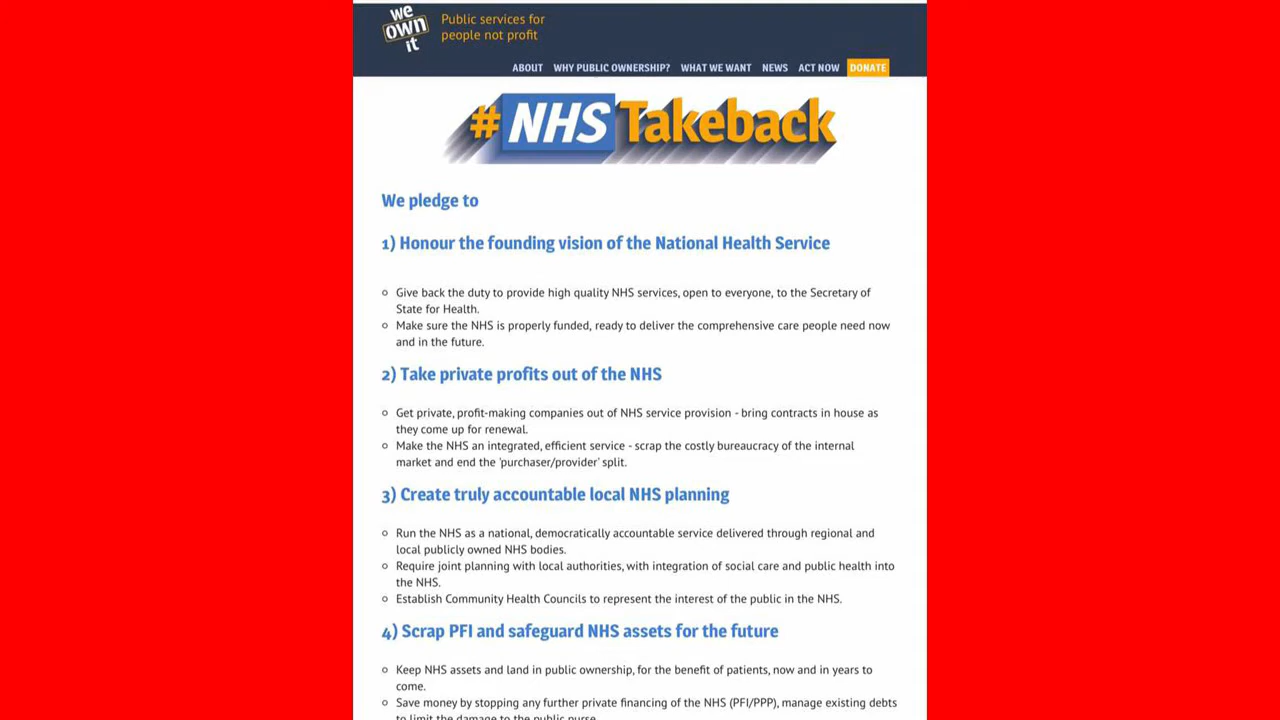 we
own
it
Public services for
people not profit
ABOUT WHY PUBLIC OWNERSHIP? WHAT WE WANT NEWS ACT NOW DONATE
#NHSTakeback
We pledge to
1) Honour the founding vision of the National Health Service
Give back the duty to provide high quality NHS services, open to everyone, to the Secretary of
State for Health.
Make sure the NHS is properly funded, ready to deliver the comprehensive care people need now
and in the future.
2) Take private profits out of the NHS
Get private, profit-making companies out of NHS service provision - bring contracts in house as
they come up for renewal.
Make the NHS an integrated, efficient service - scrap the costly bureaucracy of the internal
market and end the 'purchaser/provider' split.
3) Create truly accountable local NHS planning
Run the NHS as a national, democratically accountable service delivered through regional and
local publicly owned NHS bodies.
Require joint planning with local authorities, with integration of social care and public health into
the NHS.
Establish Community Health Councils to represent the interest of the public in the NHS.
4) Scrap PFI and safeguard NHS assets for the future
Keep NHS assets and land in public ownership, for the benefit of patients, now and in years to
come.
Save money by stopping any further private financing of the NHS (PFI/PPP), manage existing debts
to limit the damage to the public purse.